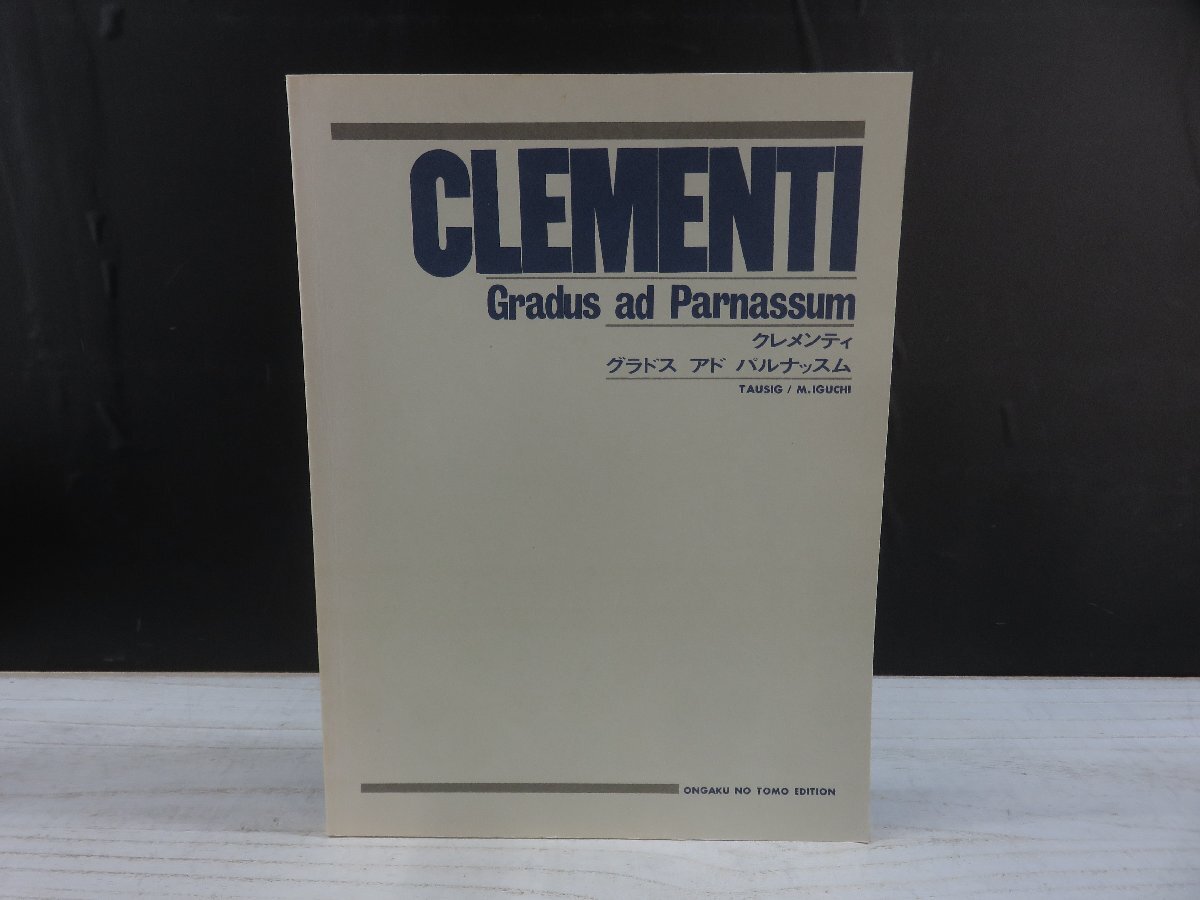 CLEMENTI
Gradus ad Parnassum
クレメンティ
グラドス アド パルナッスム
TAUSIG / M.IGUCHI
ONGAKU NO TOMO EDITION